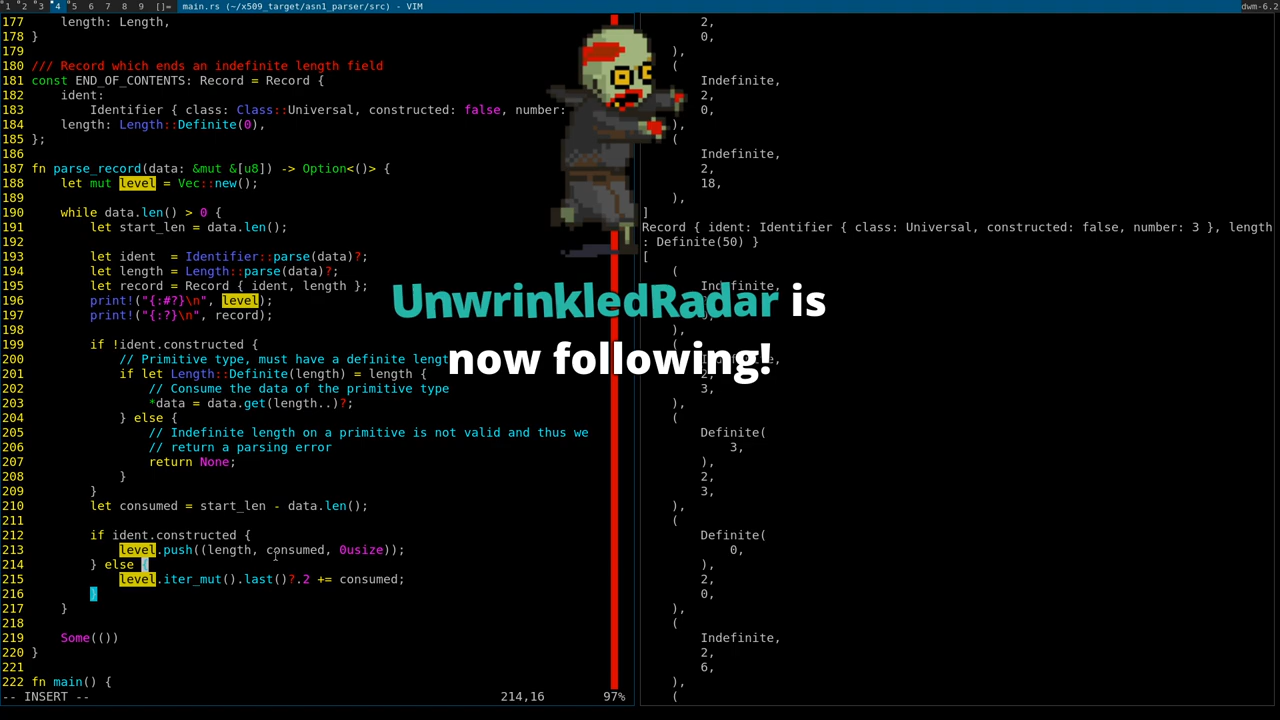 1 2 3 4 5 6 7 8 9 []= main.rs (~/x509_target/asn1_parser/src) - VIM dwm-6.2
177 length: Length,
178 }
179
180 /// Record which ends an indefinite length field
181 const END_OF_CONTENTS: Record = Record {
182 ident:
183 Identifier { class: Class::Universal, constructed: false, number:
184 length: Length::Definite(0),
185 };
186
187 fn parse_record(data: &mut &[u8]) -> Option<()> {
188 let mut level = Vec::new();
189
190 while data.len() > 0 {
191 let start_len = data.len();
192
193 let ident  = Identifier::parse(data)?;
194 let length = Length::parse(data)?;
195 let record = Record { ident, length };
196 print!("{:#?}\n", level);
197 print!("{:?}\n", record);
198
199 if !ident.constructed {
200 // Primitive type, must have a definite lengt
201 if let Length::Definite(length) = length {
202 // Consume the data of the primitive type
203 *data = data.get(length..)?;
204 } else {
205 // Indefinite length on a primitive is not valid and thus we
206 // return a parsing error
207 return None;
208 }
209 }
210 let consumed = start_len - data.len();
211
212 if ident.constructed {
213 level.push((length, consumed, 0usize));
214 } else {
215 level.iter_mut().last()?.2 += consumed;
216 }
217 }
218
219 Some(())
220 }
221
222 fn main() {
-- INSERT -- 214,16 97%
UnwrinkledRadar is
now following!
2,
0,
),
(
Indefinite,
2,
0,
),
(
Indefinite,
2,
18,
),
]
Record { ident: Identifier { class: Universal, constructed: false, number: 3 }, length
: Definite(50) }
[
(
Indefinite,
),
2,
3,
),
(
Definite(
3,
),
2,
3,
),
(
Definite(
0,
),
2,
0,
),
(
Indefinite,
2,
6,
),
(